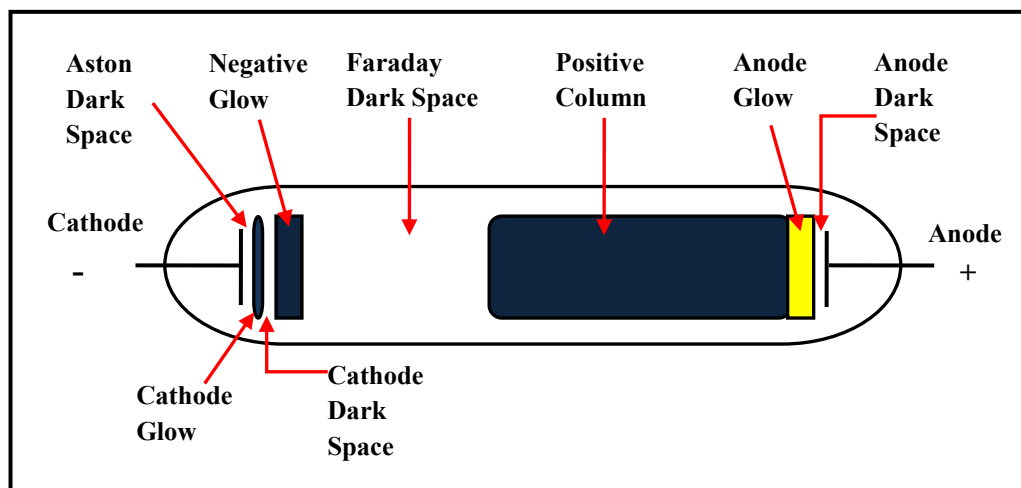 Aston
Dark
Space
Negative
Glow
Faraday
Dark Space
Positive
Column
Anode
Glow
Anode
Dark
Space
Cathode
-
Anode
+
Cathode
Glow
Cathode
Dark
Space